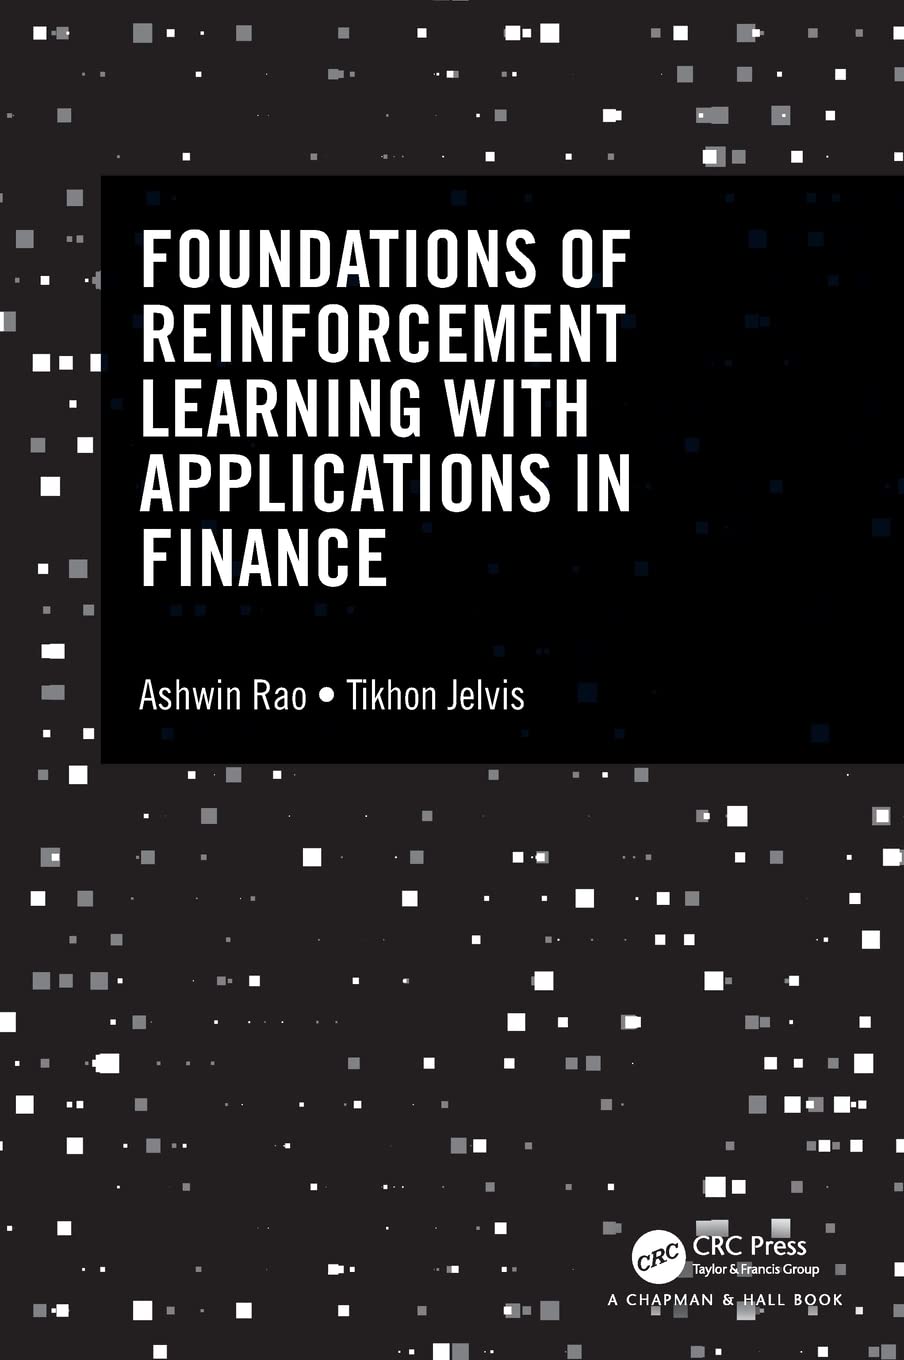 FOUNDATIONS OF
REINFORCEMENT
LEARNING WITH
APPLICATIONS IN
FINANCE
Ashwin Rao • Tikhon Jelvis
CRC
CRC Press
Taylor & Francis Group
A CHAPMAN & HALL BOOK